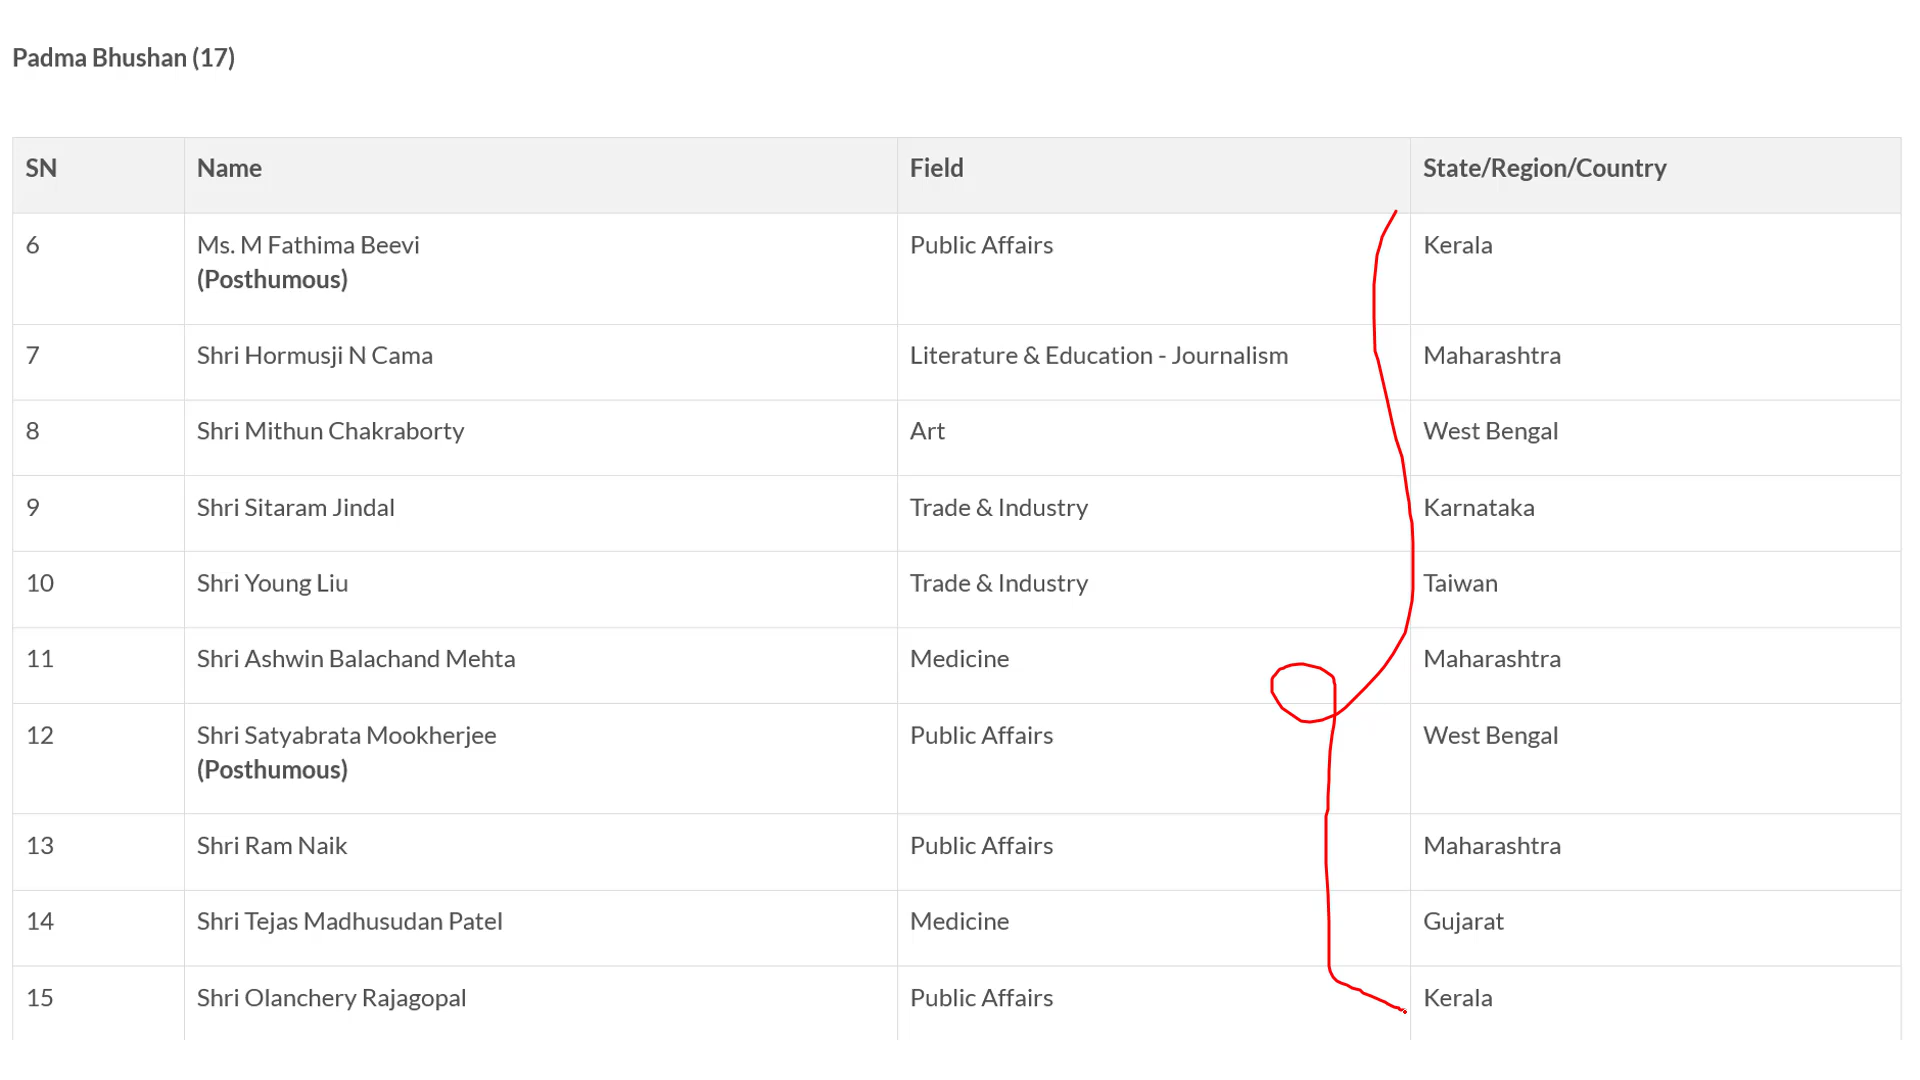 Padma Bhushan (17)
SN Name Field State/Region/Country
6 Ms. M Fathima Beevi Public Affairs Kerala
(Posthumous)
7 Shri Hormusji N Cama Literature & Education - Journalism Maharashtra
8 Shri Mithun Chakraborty Art West Bengal
9 Shri Sitaram Jindal Trade & Industry Karnataka
10 Shri Young Liu Trade & Industry Taiwan
11 Shri Ashwin Balachand Mehta Medicine Maharashtra
12 Shri Satyabrata Mookherjee Public Affairs West Bengal
(Posthumous)
13 Shri Ram Naik Public Affairs Maharashtra
14 Shri Tejas Madhusudan Patel Medicine Gujarat
15 Shri Olanchery Rajagopal Public Affairs Kerala